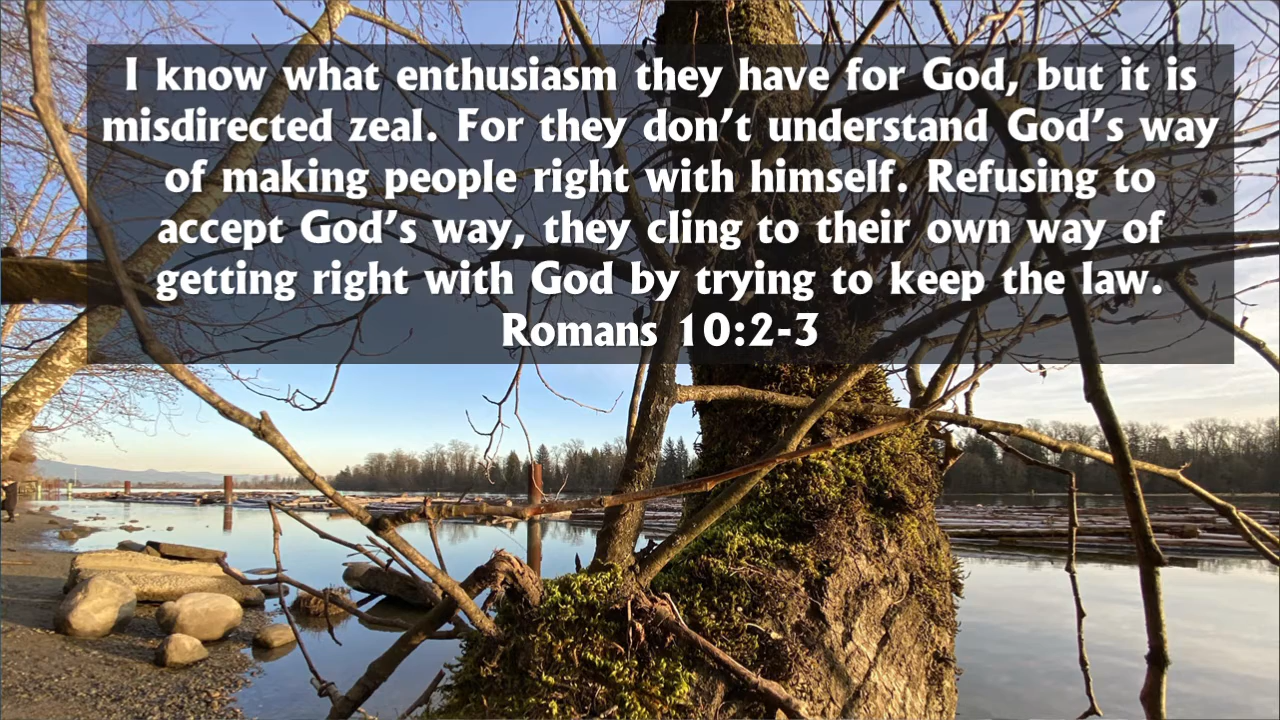 I know what enthusiasm they have for God, but it is
misdirected zeal. For they don’t understand God’s way
of making people right with himself. Refusing to
accept God’s way, they cling to their own way of
getting right with God by trying to keep the law.
Romans 10:2-3